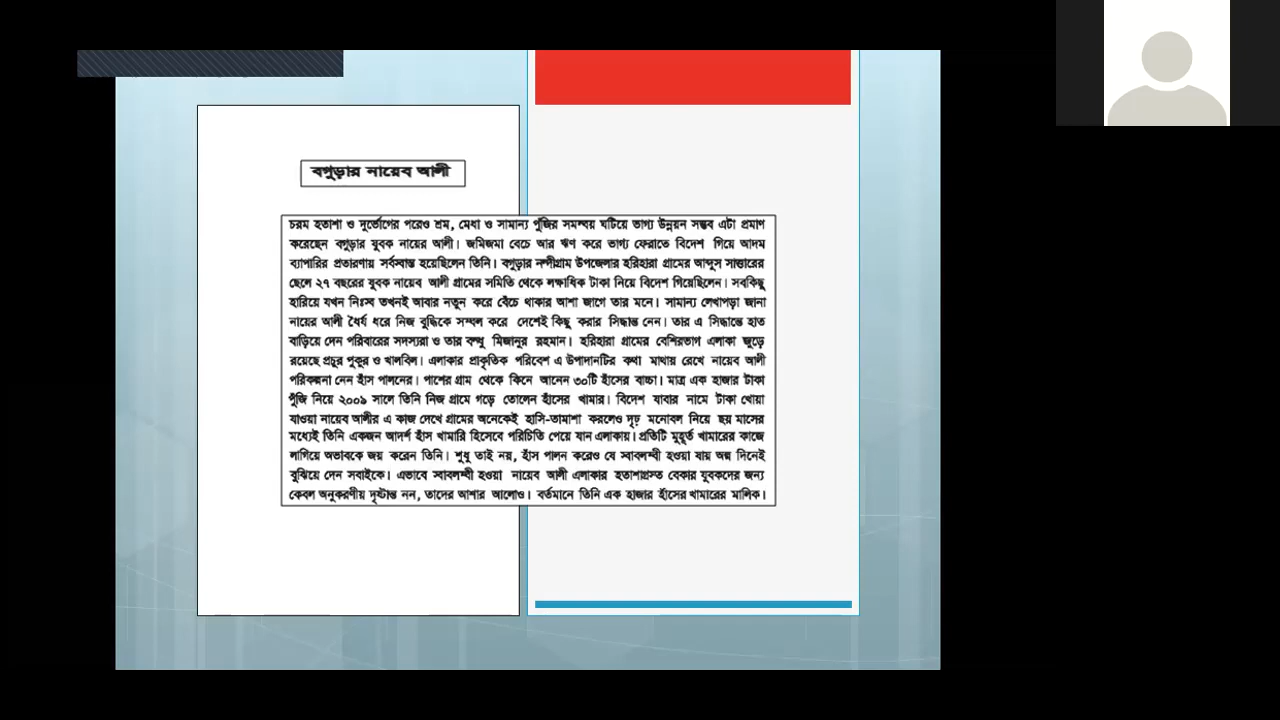 বগুড়ার নায়েব আলী
চরম হতাশা ও দুর্ভোগের পরেও শ্রম, মেধা ও সামান্য পুঁজির সমন্বয় ঘটিয়ে ভাগ্য উন্নয়ন সম্ভব এটা প্রমাণ
করেছেন বগুড়ার যুবক নায়ের আলী। জমিজমা বেচে আর ঋণ করে ভাগ্য ফেরাতে বিদেশ গিয়ে আদম
ব্যাপারির প্রতারণায় সর্বস্বান্ত হয়েছিলেন তিনি। বগুড়ার নন্দীগ্রাম উপজেলার হরিহারা গ্রামের আব্দুস সাত্তারের
ছেলে ২৭ বছরের যুবক নায়েব আলী গ্রামের সমিতি থেকে লক্ষাধিক টাকা নিয়ে বিদেশ গিয়েছিলেন। সবকিছু
হারিয়ে যখন নিঃস্ব তখনই আবার নতুন করে বেঁচে থাকার আশা জাগে তার মনে। সামান্য লেখাপড়া জানা
নায়ের আলী ধৈর্য ধরে নিজ বুদ্ধিকে সম্বল করে দেশেই কিছু করার সিদ্ধান্ত নেন। তার এ সিদ্ধান্তে হাত
বাড়িয়ে দেন পরিবারের সদস্যরা ও তার বন্ধু মিজানুর রহমান। হরিহারা গ্রামের বেশিরভাগ এলাকা জুড়ে
রয়েছে প্রচুর পুকুর ও খালবিল। এলাকার প্রাকৃতিক পরিবেশ এ উপাদানটির কথা মাথায় রেখে নায়েব আলী
পরিকল্পনা নেন হাঁস পালনের। পাশের গ্রাম থেকে কিনে আনেন ৩০টি হাঁসের বাচ্চা। মাত্র এক হাজার টাকা
পুঁজি নিয়ে ২০০৯ সালে তিনি নিজ গ্রামে গড়ে তোলেন হাঁসের খামার। বিদেশ যাবার নামে টাকা খোয়া
যাওয়া নায়েব আলীর এ কাজ দেখে গ্রামের অনেকেই হাসি-তামাশা করলেও দৃঢ় মনোবল নিয়ে ছয় মাসের
মধ্যেই তিনি একজন আদর্শ হাঁস খামারি হিসেবে পরিচিতি পেয়ে যান এলাকায়। প্রতিটি মুহূর্ত খামারের কাজে
লাগিয়ে অভাবকে জয় করেন তিনি। শুধু তাই নয়, হাঁস পালন করেও যে স্বাবলম্বী হওয়া যায় অল্প দিনেই
বুঝিয়ে দেন সবাইকে। এভাবে স্বাবলম্বী হওয়া নায়েব আলী এলাকার হতাশাগ্রস্ত বেকার যুবকদের জন্য
কেবল অনুকরণীয় দৃষ্টান্ত নন, তাদের আশার আলোও। বর্তমানে তিনি এক হাজার হাঁসের খামারের মালিক।